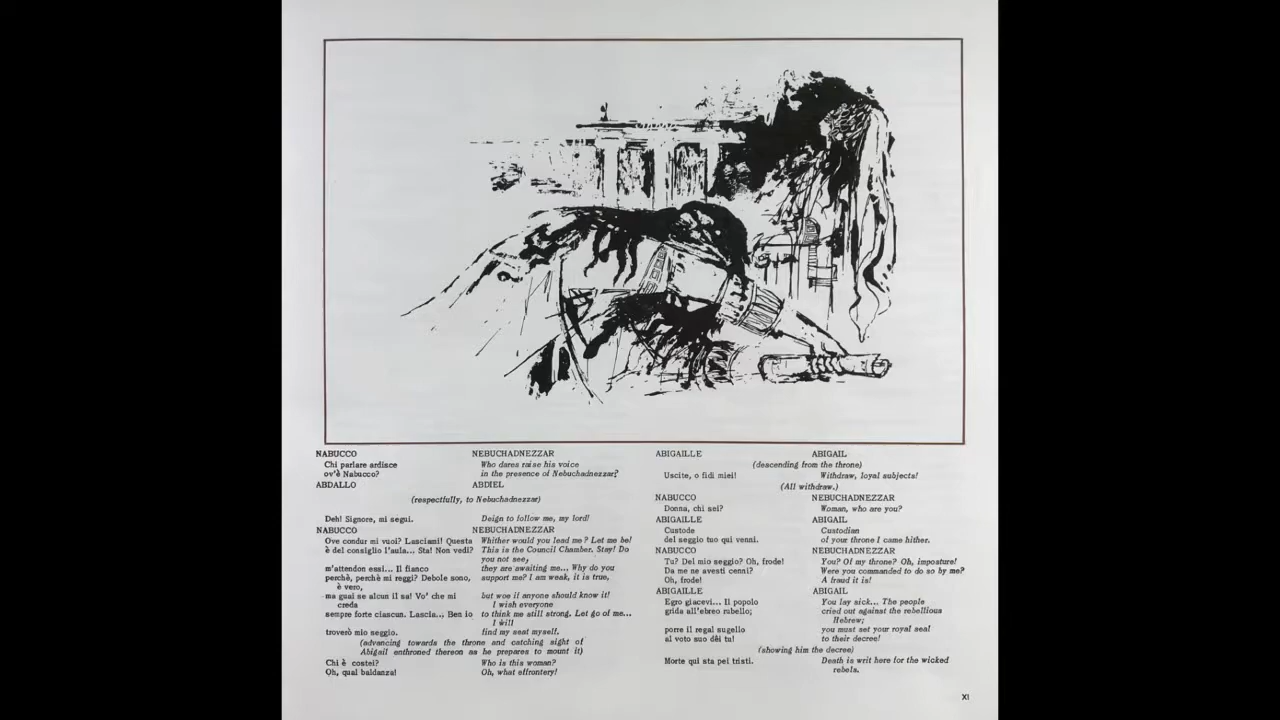 NABUCCO
Chi parlare ardisce
ov'è Nabucco?
ABDALLO
Deh! Signore, mi segui.
NABUCCO
Ove condur mi vuoi? Lasciami! Questa
è del consiglio l'aula... Sta! Non vedi?
m'attendon essi... Il fianco
perchè, perchè mi reggi? Debole sono,
è vero,
ma guai se alcun il sa! Vo' che mi
creda
sempre forte ciascun. Lascia... Ben io
troverò mio seggio.
Chi è costei?
Oh, qual baldanza!
NEBUCHADNEZZAR
Who dares raise his voice
in the presence of Nebuchadnezzar?
ABDIEL
(respectfully, to Nebuchadnezzar)
Deign to follow me, my lord!
NEBUCHADNEZZAR
Whither would you lead me? Let me be!
This is the Council Chamber. Stay! Do
you not see,
they are awaiting me... Why do you
support me? I am weak, it is true,
but woe if anyone should know it!
I wish everyone
to think me still strong. Let go of me...
I will
find my seat myself.
(advancing towards the throne and catching sight of
Abigail enthroned thereon as he prepares to mount it)
Who is this woman?
Oh, what effrontery!
ABIGAILLE
Uscite, o fidi miei!
NABUCCO
Donna, chi sei?
ABIGAILLE
Custode
del seggio tuo qui venni.
NABUCCO
Tu? Del mio seggio? Oh, frode!
Da me ne avesti cenni?
Oh, frode!
ABIGAILLE
Egro giacevi... Il popolo
grida all'ebreo rubello;
porre il regal sugello
al voto suo dêi tu!
Morte qui sta pei tristi.
ABIGAIL
(descending from the throne)
Withdraw, loyal subjects!
(All withdraw.)
NEBUCHADNEZZAR
Woman, who are you?
ABIGAIL
Custodian
of your throne I came hither.
NEBUCHADNEZZAR
You? Of my throne? Oh, imposture!
Were you commanded to do so by me?
A fraud it is!
ABIGAIL
You lay sick... The people
cried out against the rebellious
Hebrew;
you must set your royal seal
to their decree!
(showing him the decree)
Death is writ here for the wicked
rebels.
XI